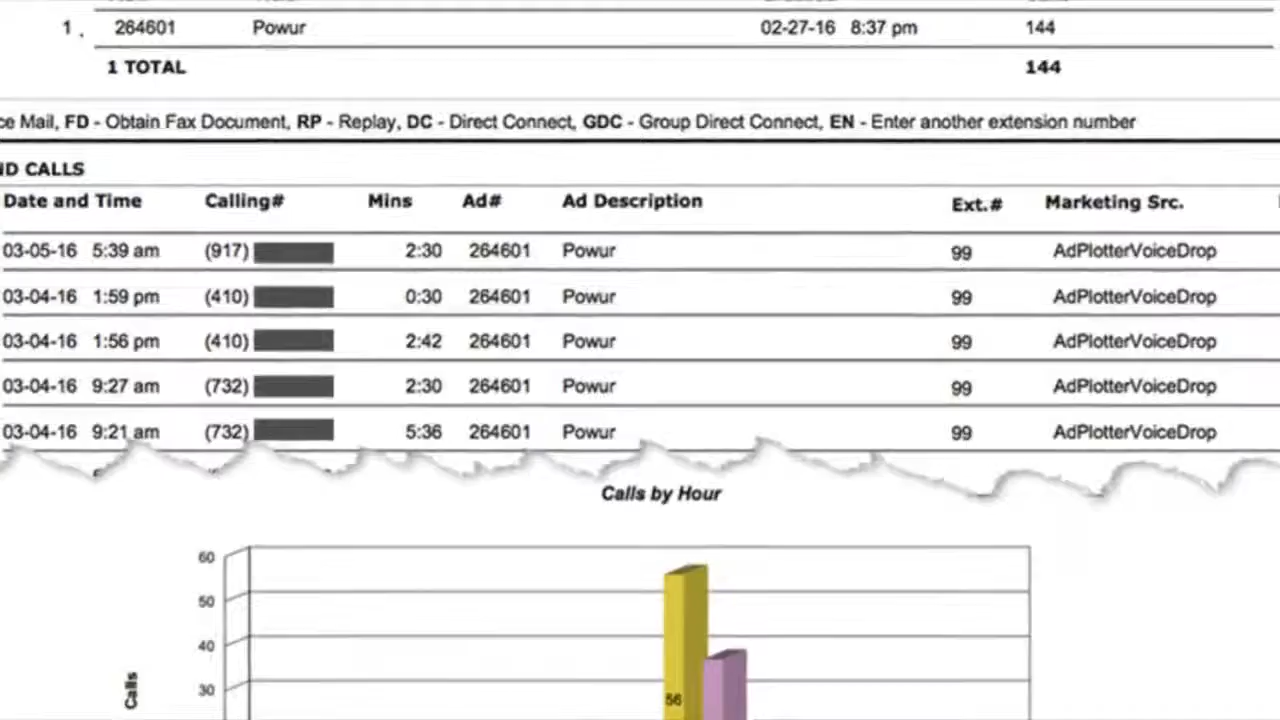 1 . 264601 Powur 02-27-16 8:37 pm 144
1 TOTAL 144
ce Mail, FD - Obtain Fax Document, RP - Replay, DC - Direct Connect, GDC - Group Direct Connect, EN - Enter another extension number
ND CALLS
Date and Time Calling# Mins Ad# Ad Description Ext.# Marketing Src.
03-05-16 5:39 am (917) 2:30 264601 Powur 99 AdPlotterVoiceDrop
03-04-16 1:59 pm (410) 0:30 264601 Powur 99 AdPlotterVoiceDrop
03-04-16 1:56 pm (410) 2:42 264601 Powur 99 AdPlotterVoiceDrop
03-04-16 9:27 am (732) 2:30 264601 Powur 99 AdPlotterVoiceDrop
03-04-16 9:21 am (732) 5:36 264601 Powur 99 AdPlotterVoiceDrop
Calls by Hour
60
50
40
30
Calls
56